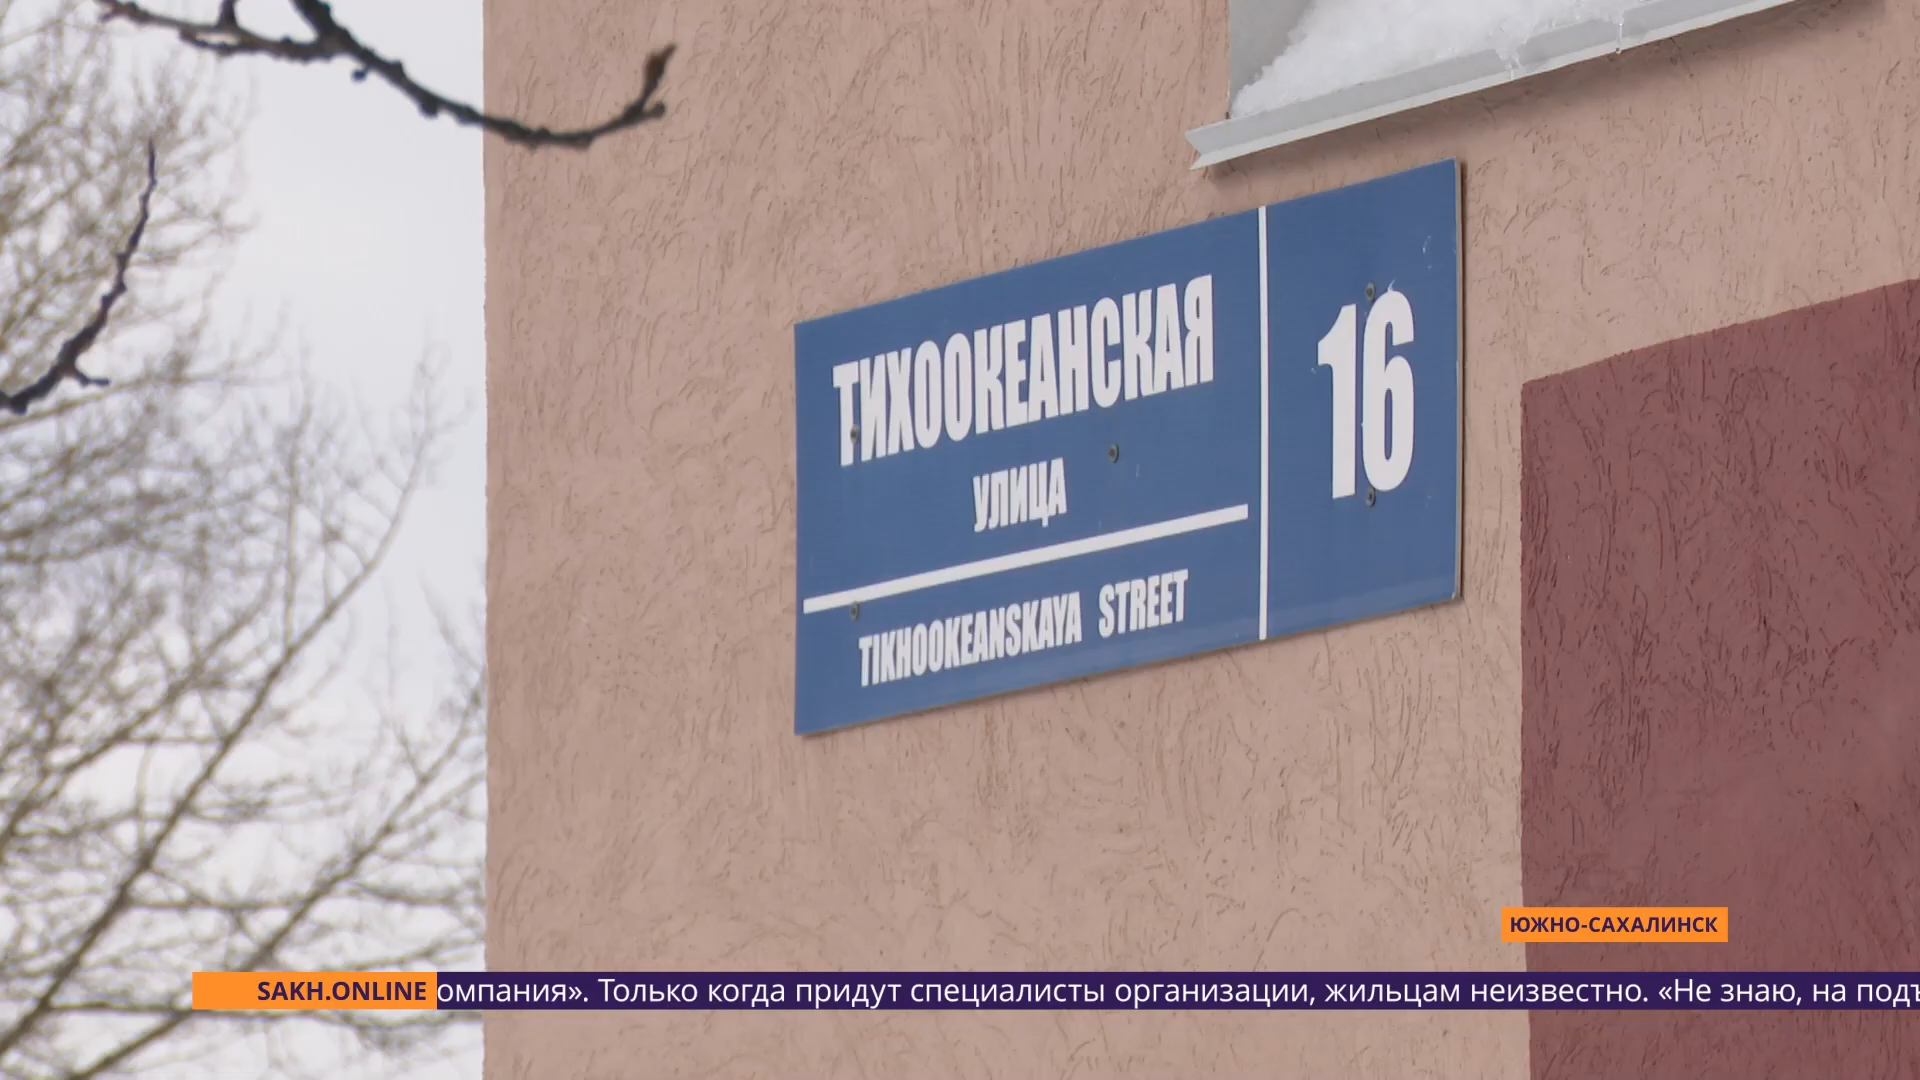 ТИХООКЕАНСКАЯ
УЛИЦА
TIKHOOKEANSKAYA STREET
16
ЮЖНО-САХАЛИНСК
SAKH.ONLINE
омпания». Только когда придут специалисты организации, жильцам неизвестно. «Не знаю, на подъ